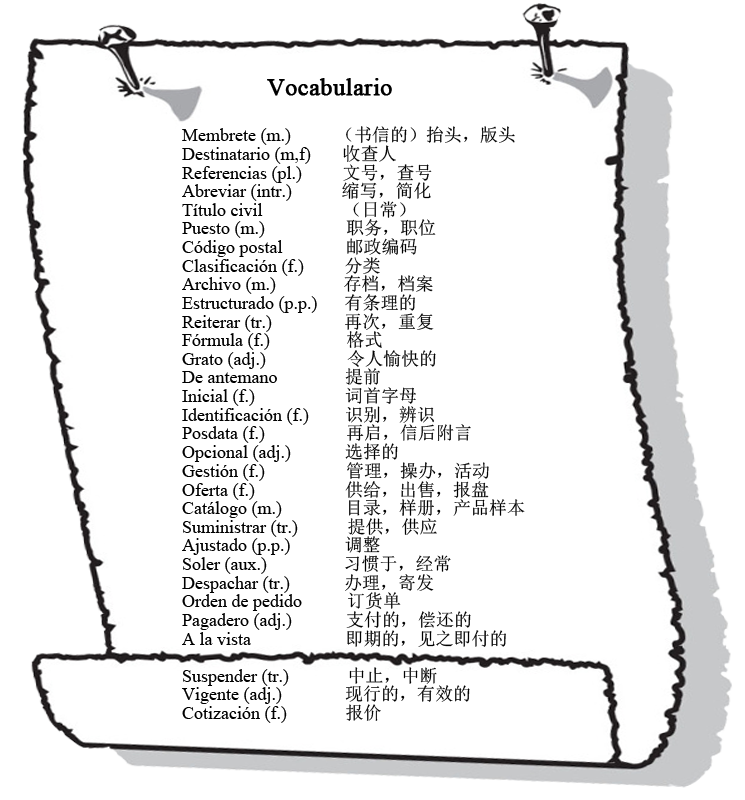 Vocabulario
Membrete (m.) （书信的）抬头，版头
Destinatario (m,f) 收查人
Referencias (pl.) 文号，查号
Abreviar (intr.) 缩写，简化
Título civil （日常）
Puesto (m.) 职务，职位
Código postal 邮政编码
Clasificación (f.) 分类
Archivo (m.) 存档，档案
Estructurado (p.p.) 有条理的
Reiterar (tr.) 再次，重复
Fórmula (f.) 格式
Grato (adj.) 令人愉快的
De antemano 提前
Inicial (f.) 词首字母
Identificación (f.) 识别，辨识
Posdata (f.) 再启，信后附言
Opcional (adj.) 选择的
Gestión (f.) 管理，操办，活动
Oferta (f.) 供给，出售，报盘
Catálogo (m.) 目录，样册，产品样本
Suministrar (tr.) 提供，供应
Ajustado (p.p.) 调整
Soler (aux.) 习惯于，经常
Despachar (tr.) 办理，寄发
Orden de pedido 订货单
Pagadero (adj.) 支付的，偿还的
A la vista 即期的，见之即付的
Suspender (tr.) 中止，中断
Vigente (adj.) 现行的，有效的
Cotización (f.) 报价